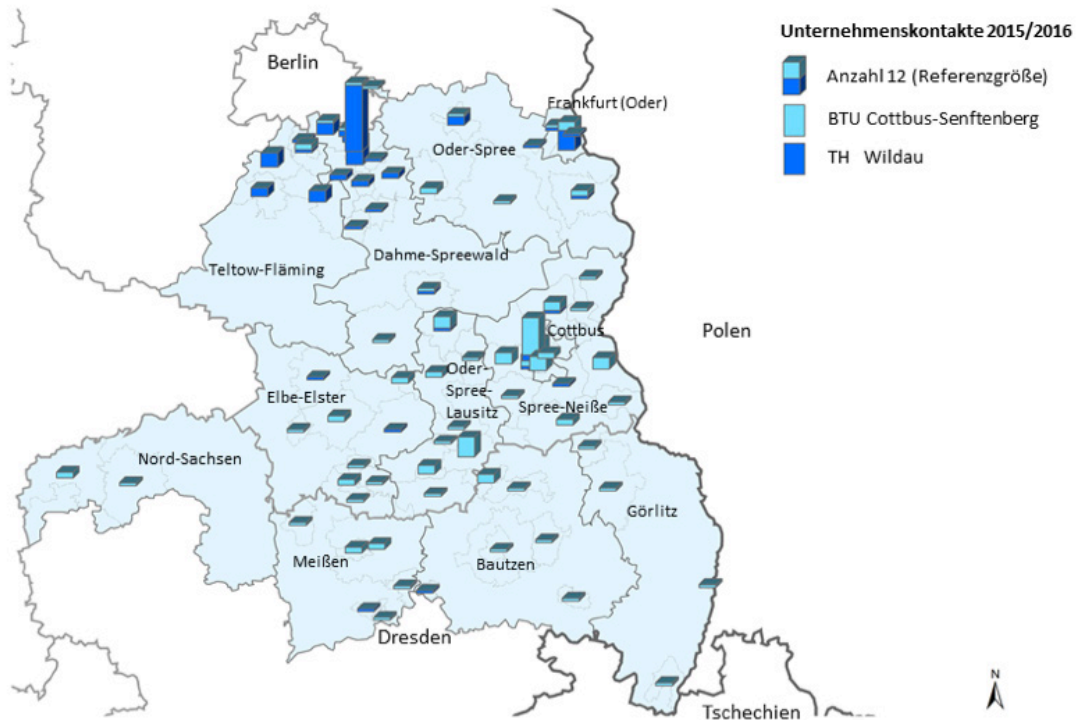 Unternehmenskontakte 2015/2016
Anzahl 12 (Referenzgröße)
BTU Cottbus-Senftenberg
TH Wildau
Berlin
Frankfurt (Oder)
Oder-Spree
Dahme-Spreewald
Teltow-Fläming
Cottbus
Polen
Oder-
Spree-
Lausitz
Elbe-Elster
Spree-Neiße
Nord-Sachsen
Görlitz
Meißen
Bautzen
Dresden
Tschechien
N